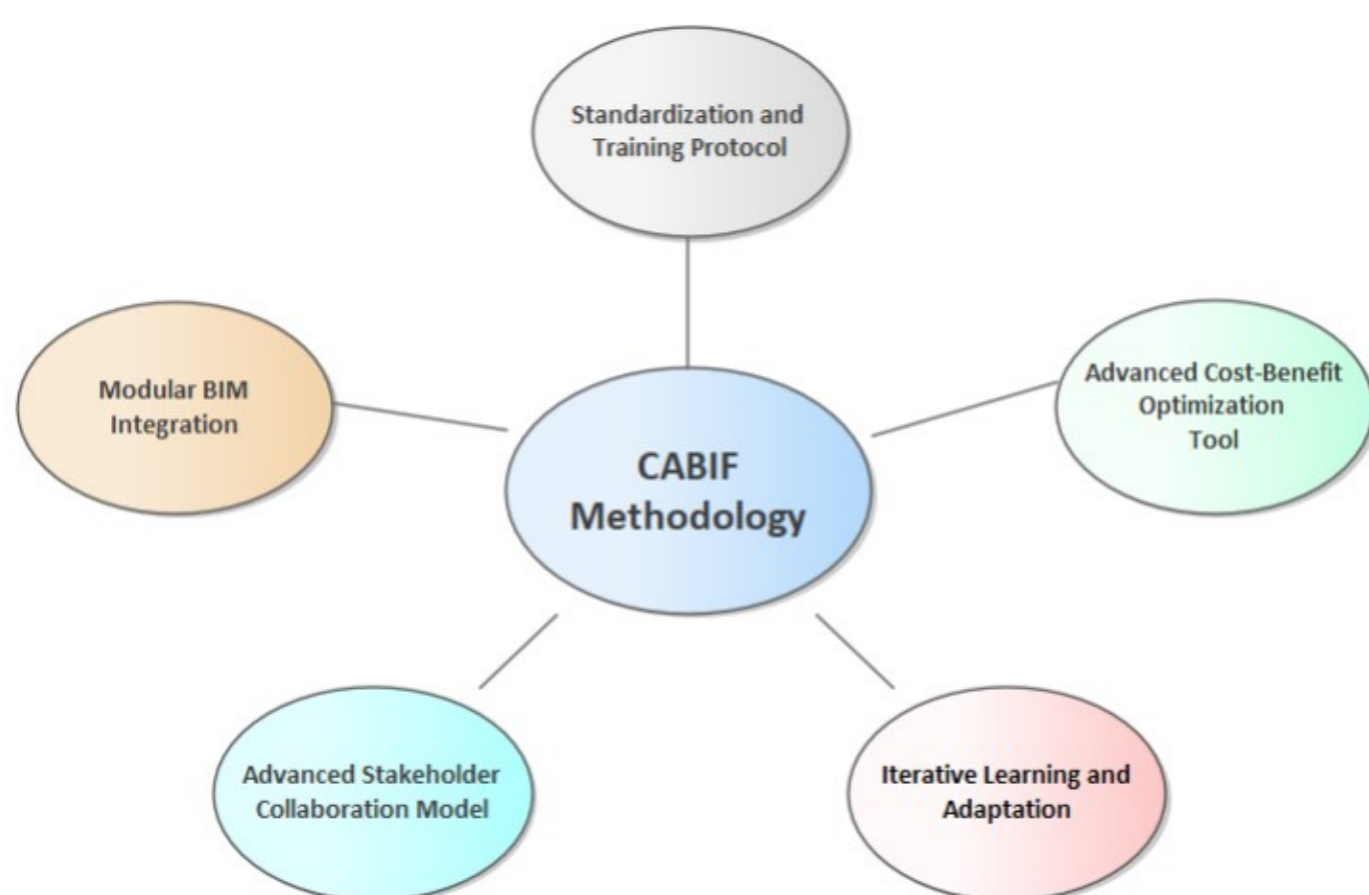 Standardization and
Training Protocol
Modular BIM
Integration
Advanced Cost-Benefit
Optimization
Tool
CABIF
Methodology
Advanced Stakeholder
Collaboration Model
Iterative Learning and
Adaptation